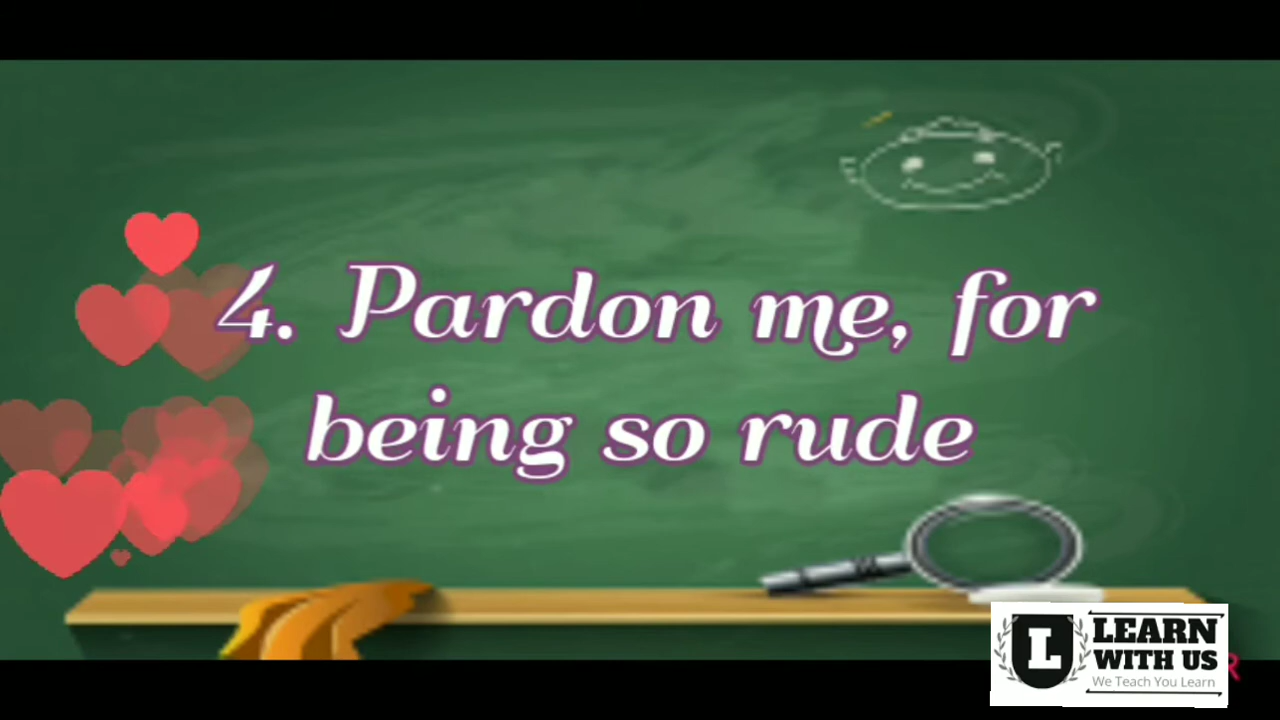 4. Pardon me, for
being so rude
L
LEARN
WITH US
We Teach You Learn
R